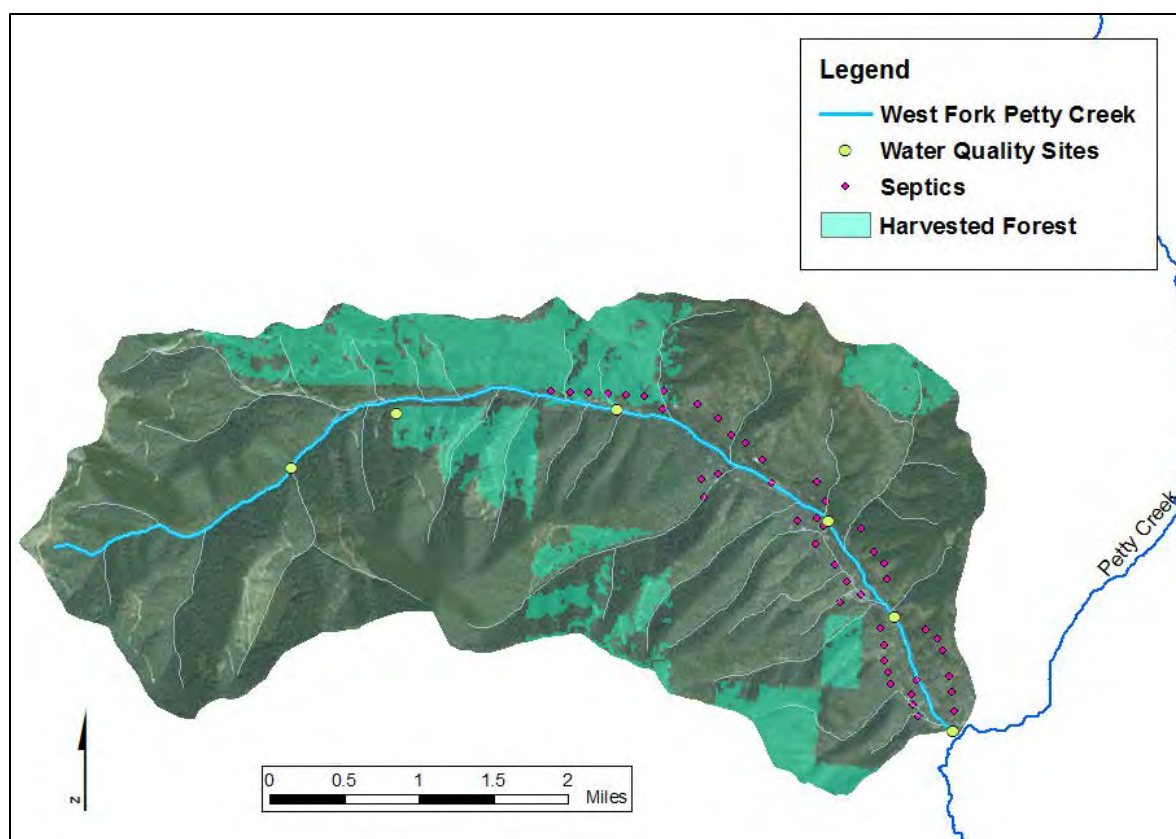 Legend
West Fork Petty Creek
Water Quality Sites
Septics
Harvested Forest
Petty Creek
N
0 0.5 1 1.5 2
Miles